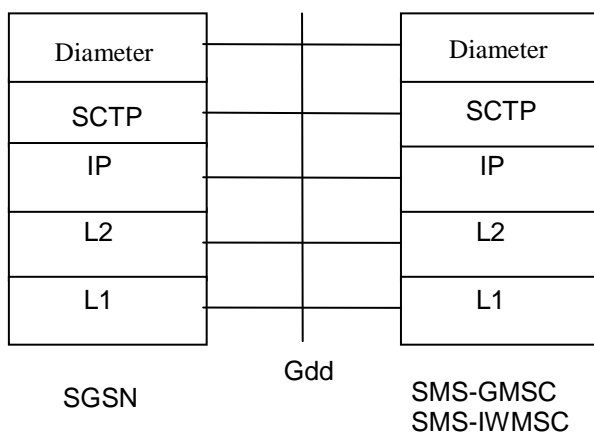 Diameter
SCTP
IP
L2
L1
SGSN
Gdd
Diameter
SCTP
IP
L2
L1
SMS-GMSC
SMS-IWMSC